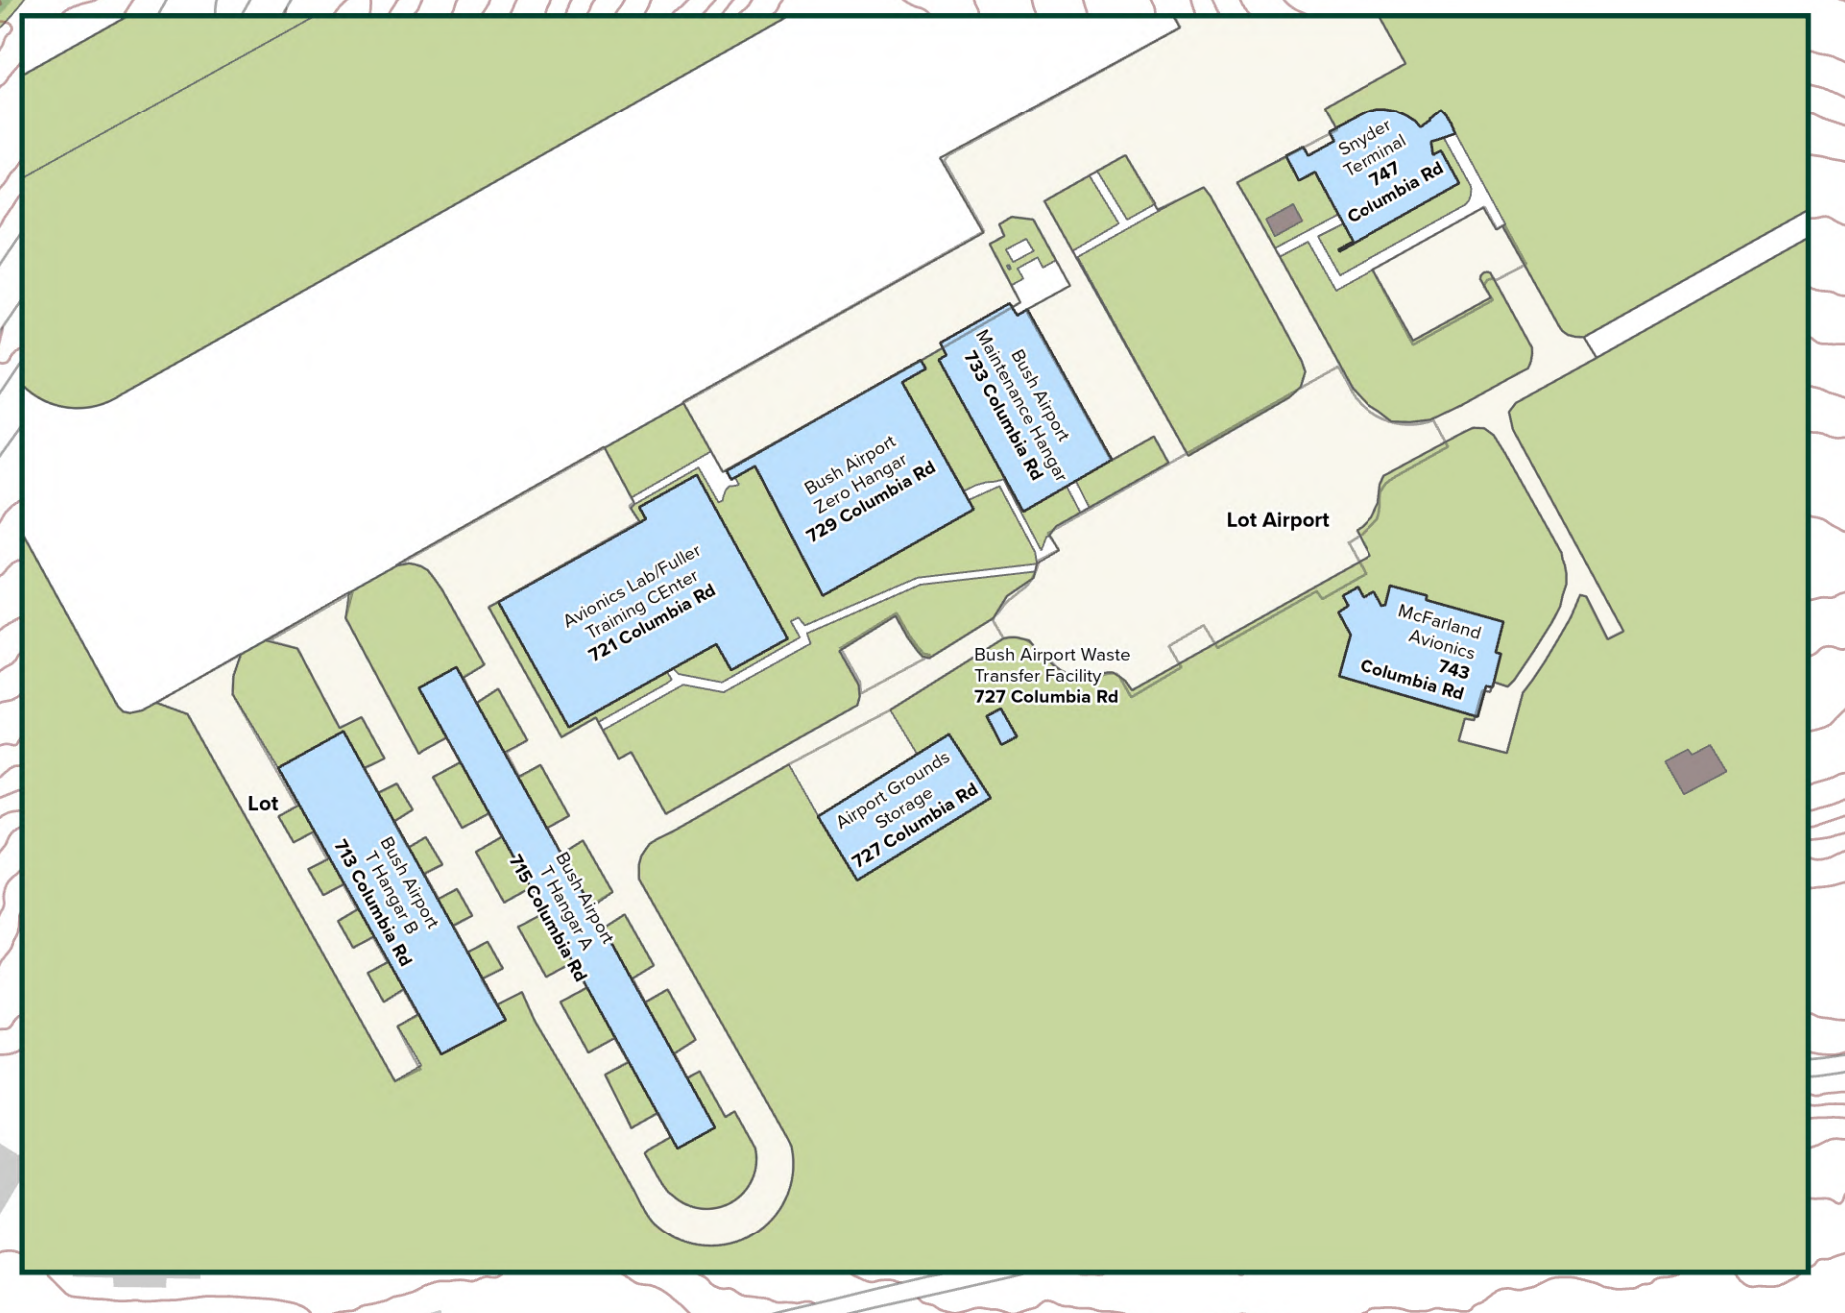 Snyder
Terminal
747
Columbia Rd
Bush Airport
Maintenance Hangar
733 Columbia Rd
Bush Airport
Zero Hangar
729 Columbia Rd
Lot Airport
Avionics Lab/Fuller
Training CEnter
721 Columbia Rd
McFarland
Avionics
743
Columbia Rd
Bush Airport Waste
Transfer Facility
727 Columbia Rd
Airport Grounds
Storage
727 Columbia Rd
Lot
Bush Airport
T Hangar B
713 Columbia Rd
Bush Airport
T Hangar A
715 Columbia Rd